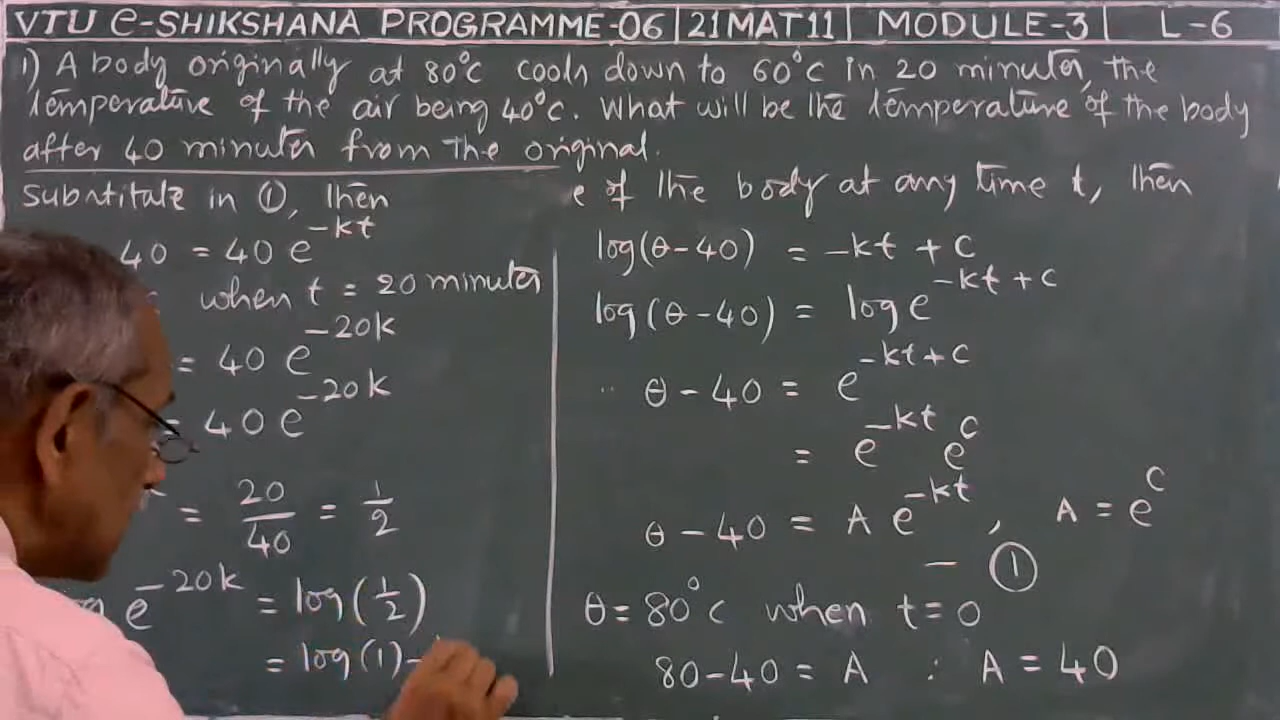 VTU e-SHIKSHANA PROGRAMME-06 | 21MAT11 | MODULE-3 | L-6
1) A body originally at 80°C cools down to 60°C in 20 minutes, the
temperature of the air being 40°C. What will be the temperature of the body
after 40 minutes from the original.
Substitute in ①, then
40 = 40 e^{-kt}
when t = 20 minutes
= 40 e^{-20k}
= 40 e^{-20k}
= 20/40 = 1/2
e^{-20k} = log(1/2)
= log(1) -
of the body at any time t, then
log(θ-40) = -kt + c
log(θ-40) = log e^{-kt+c}
θ - 40 = e^{-kt+c}
= e^{-kt} e^{c}
θ - 40 = A e^{-kt}, A = e^{c}
— ①
θ = 80°C when t = 0
80-40 = A : A = 40